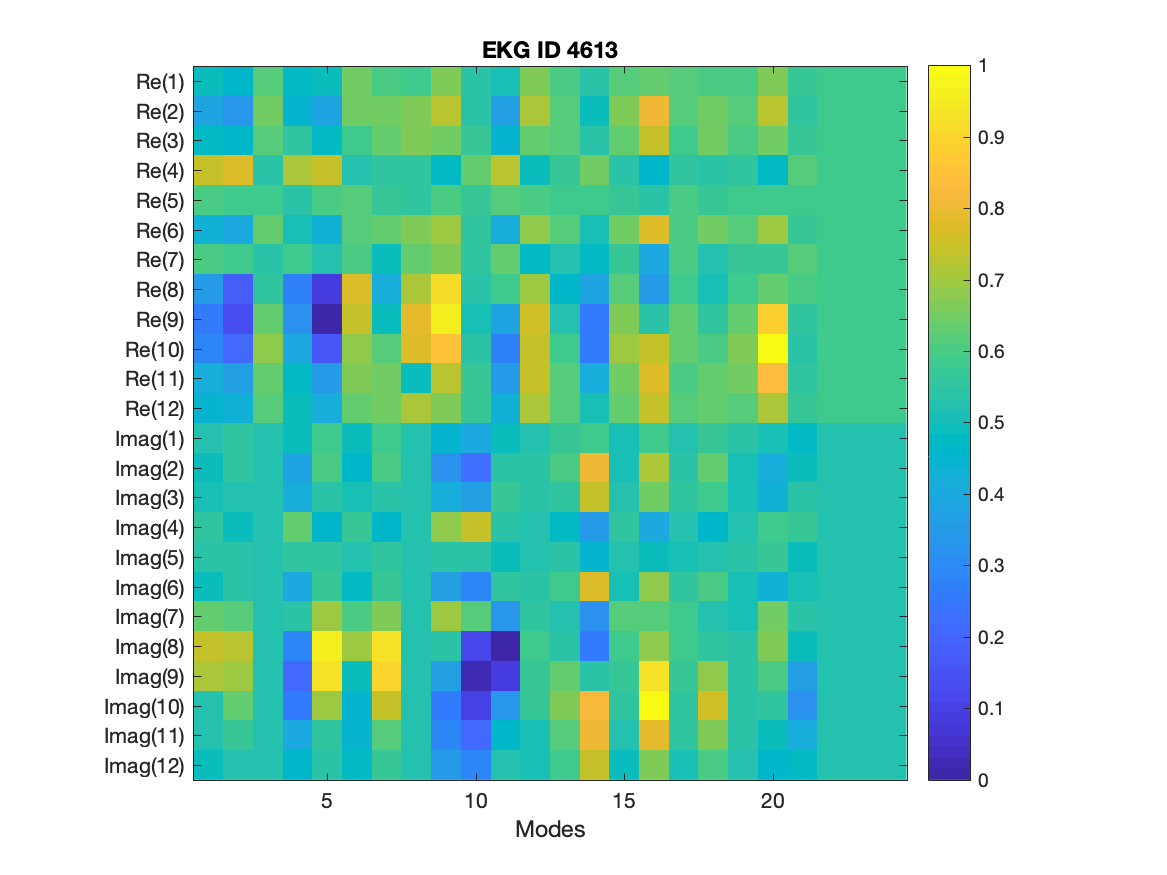 EKG ID 4613
Re(1)
Re(2)
Re(3)
Re(4)
Re(5)
Re(6)
Re(7)
Re(8)
Re(9)
Re(10)
Re(11)
Re(12)
Imag(1)
Imag(2)
Imag(3)
Imag(4)
Imag(5)
Imag(6)
Imag(7)
Imag(8)
Imag(9)
Imag(10)
Imag(11)
Imag(12)
5 10 15 20
Modes
1
0.9
0.8
0.7
0.6
0.5
0.4
0.3
0.2
0.1
0